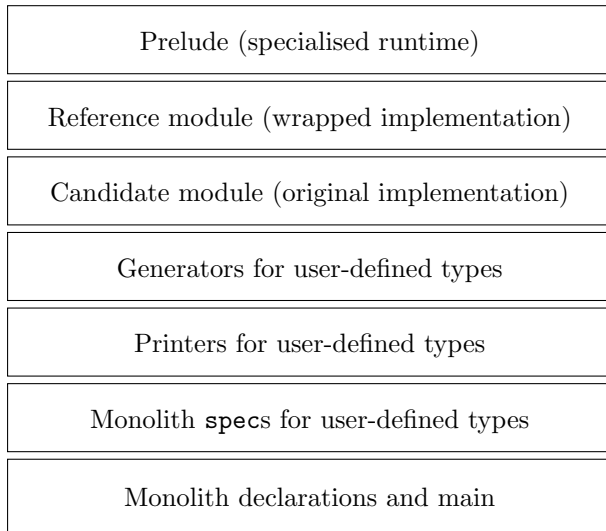 Prelude (specialised runtime)
Reference module (wrapped implementation)
Candidate module (original implementation)
Generators for user-defined types
Printers for user-defined types
Monolith specs for user-defined types
Monolith declarations and main